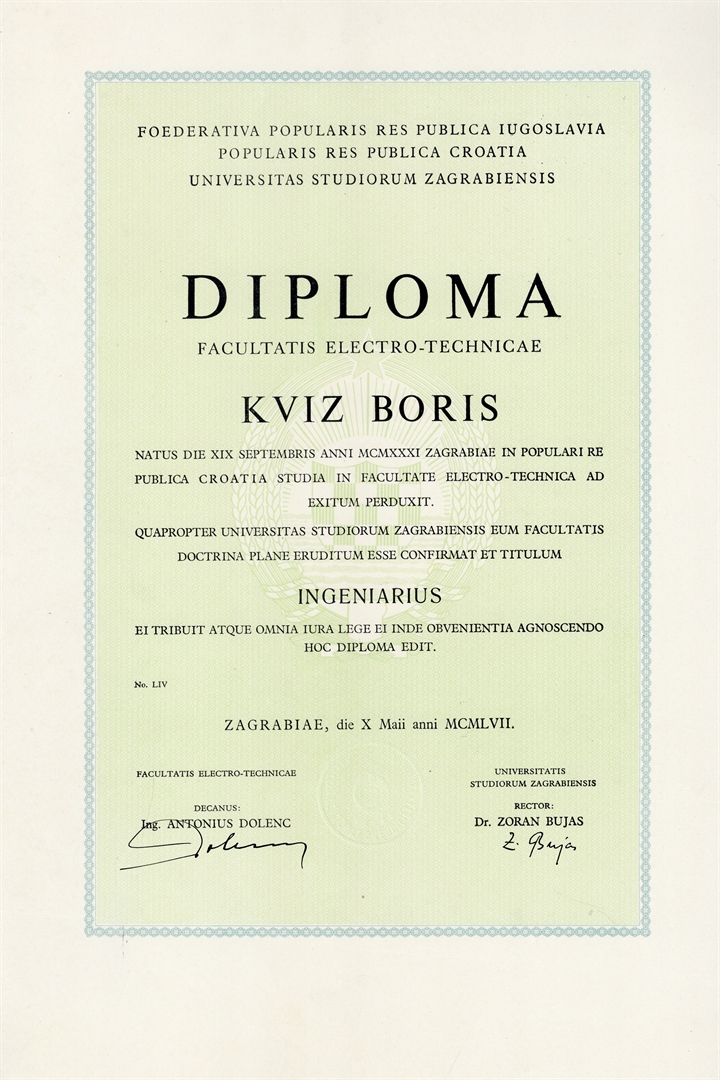 FOEDERATIVA POPULARIS RES PUBLICA IUGOSLAVIA
POPULARIS RES PUBLICA CROATIA
UNIVERSITAS STUDIORUM ZAGRABIENSIS
DIPLOMA
FACULTATIS ELECTRO-TECHNICAE
KVIZ BORIS
NATUS DIE XIX SEPTEMBRIS ANNI MCMXXXI ZAGRABIAE IN POPULARI RE
PUBLICA CROATIA STUDIA IN FACULTATE ELECTRO-TECHNICA AD
EXITUM PERDUXIT.
QUAPROPTER UNIVERSITAS STUDIORUM ZAGRABIENSIS EUM FACULTATIS
DOCTRINA PLANE ERUDITUM ESSE CONFIRMAT ET TITULUM
INGENIARIUS
EI TRIBUIT ATQUE OMNIA IURA LEGE EI INDE OBVENIENTIA AGNOSCENDO
HOC DIPLOMA EDIT.
No. LIV
ZAGRABIAE, die X Maii anni MCMLVII.
FACULTATIS ELECTRO-TECHNICAE
DECANUS:
Ing. ANTONIUS DOLENC
Dolenc
UNIVERSITATIS
STUDIORUM ZAGRABIENSIS
RECTOR:
Dr. ZORAN BUJAS
Z. Bujas